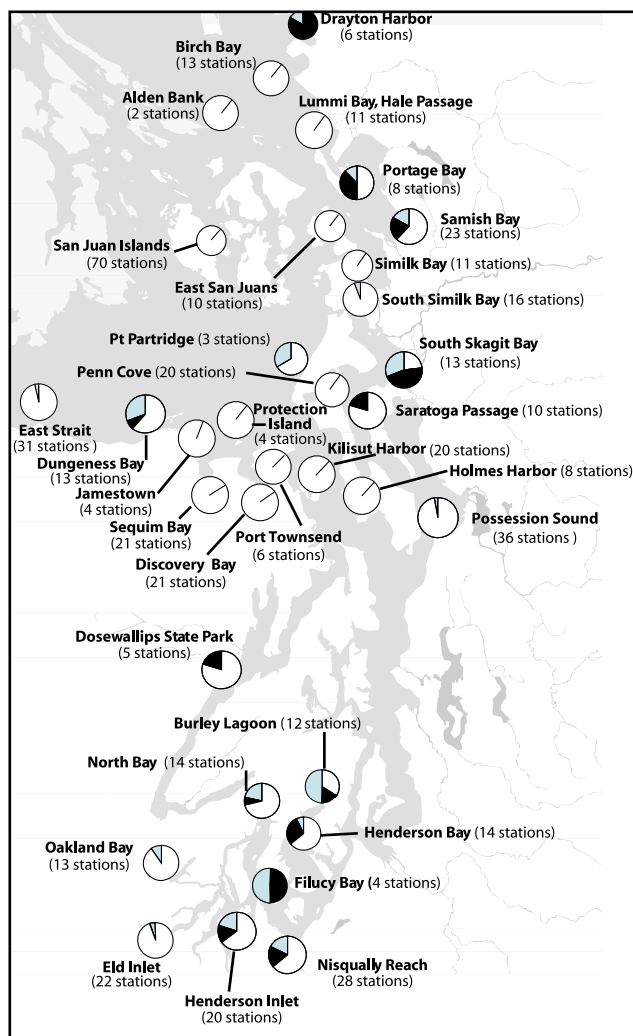 Drayton Harbor
(6 stations)
Birch Bay
(13 stations)
Alden Bank
(2 stations)
Lummi Bay, Hale Passage
(11 stations)
Portage Bay
(8 stations)
Samish Bay
(23 stations)
San Juan Islands
(70 stations)
East San Juans
(10 stations)
Similk Bay (11 stations)
South Similk Bay (16 stations)
Pt Partridge (3 stations)
South Skagit Bay
(13 stations)
Penn Cove (20 stations)
Saratoga Passage (10 stations)
East Strait
(31 stations )
Protection
Island
(4 stations)
Dungeness Bay
(13 stations)
Jamestown
(4 stations)
Kilisut Harbor (20 stations)
Holmes Harbor (8 stations)
Sequim Bay
(21 stations)
Discovery Bay
(21 stations)
Port Townsend
(6 stations)
Possession Sound
(36 stations )
Dosewallips State Park
(5 stations)
Burley Lagoon (12 stations)
North Bay (14 stations)
Henderson Bay (14 stations)
Oakland Bay
(13 stations)
Filucy Bay (4 stations)
Eld Inlet
(22 stations)
Henderson Inlet
(20 stations)
Nisqually Reach
(28 stations)